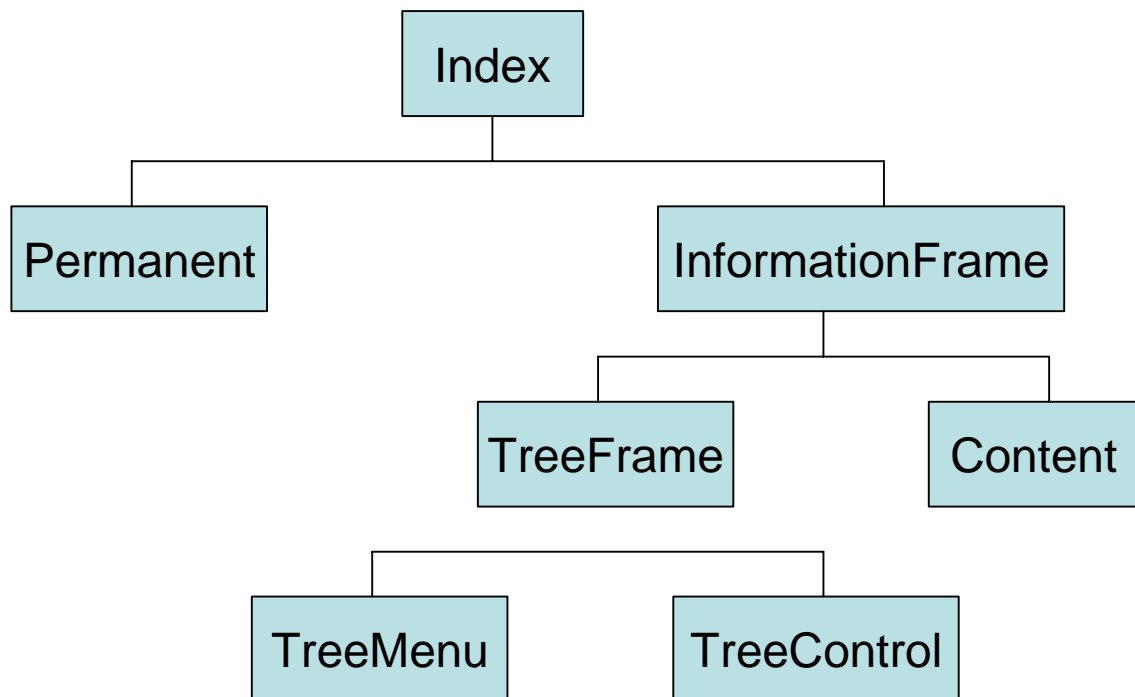 Index
Permanent
InformationFrame
TreeFrame
Content
TreeMenu
TreeControl